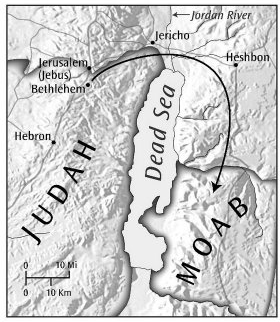 Jordan River
Jericho
Heshbon
Jerusalem
(Jebus)
Bethlehem
Dead Sea
Hebron
JUDAH
MOAB
0 10 Mi
0 10 Km